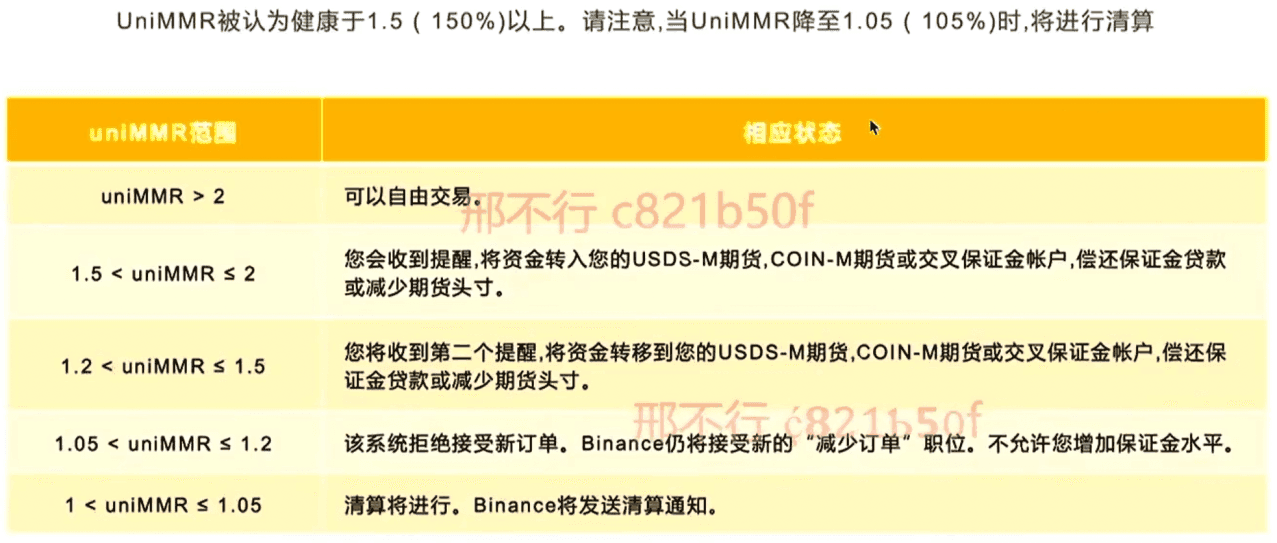 UniMMR被认为健康于1.5（150%)以上。请注意,当UniMMR降至1.05（105%)时,将进行清算
uniMMR范围
相应状态
uniMMR > 2
可以自由交易。
邢不行 c821b50f
1.5 < uniMMR ≤ 2
您会收到提醒,将资金转入您的USDS-M期货,COIN-M期货或交叉保证金帐户,偿还保证金贷款
或减少期货头寸。
1.2 < uniMMR ≤ 1.5
您将收到第二个提醒,将资金转移到您的USDS-M期货,COIN-M期货或交叉保证金帐户,偿还保
证金贷款或减少期货头寸。
邢不行 c821b50f
1.05 < uniMMR ≤ 1.2
该系统拒绝接受新订单。Binance仍将接受新的“减少订单”职位。不允许您增加保证金水平。
1 < uniMMR ≤ 1.05
清算将进行。Binance将发送清算通知。